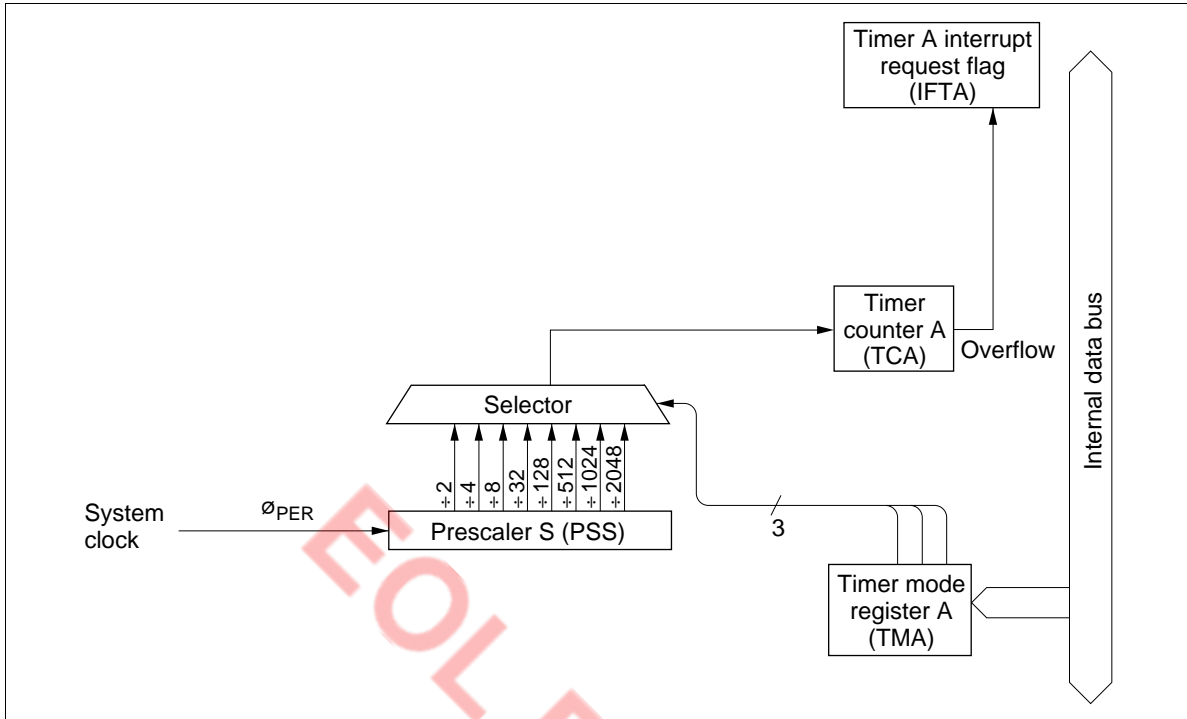 Timer A interrupt
request flag
(IFTA)
Timer
counter A
(TCA)
Overflow
Internal data bus
Selector
÷ 2
÷ 4
÷ 8
÷ 32
÷ 128
÷ 512
÷ 1024
÷ 2048
System
clock
ØPER
Prescaler S (PSS)
3
Timer mode
register A
(TMA)
EOL